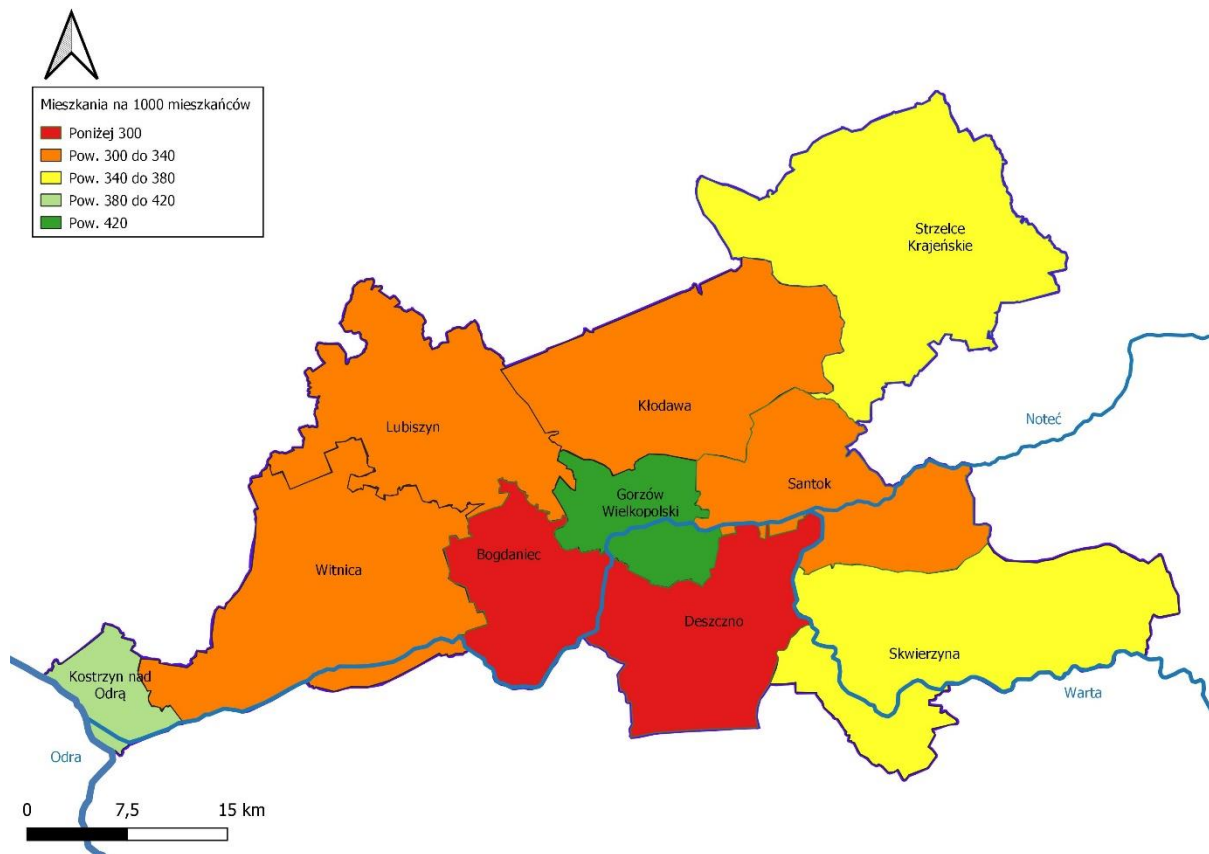 Mieszkania na 1000 mieszkańców
Poniżej 300
Pow. 300 do 340
Pow. 340 do 380
Pow. 380 do 420
Pow. 420
Strzelce
Krajeńskie
Kłodawa
Noteć
Lubiszyn
Santok
Gorzów
Wielkopolski
Bogdaniec
Witnica
Deszczno
Skwierzyna
Kostrzyn nad
Odrą
Warta
Odra
0 7,5 15 km